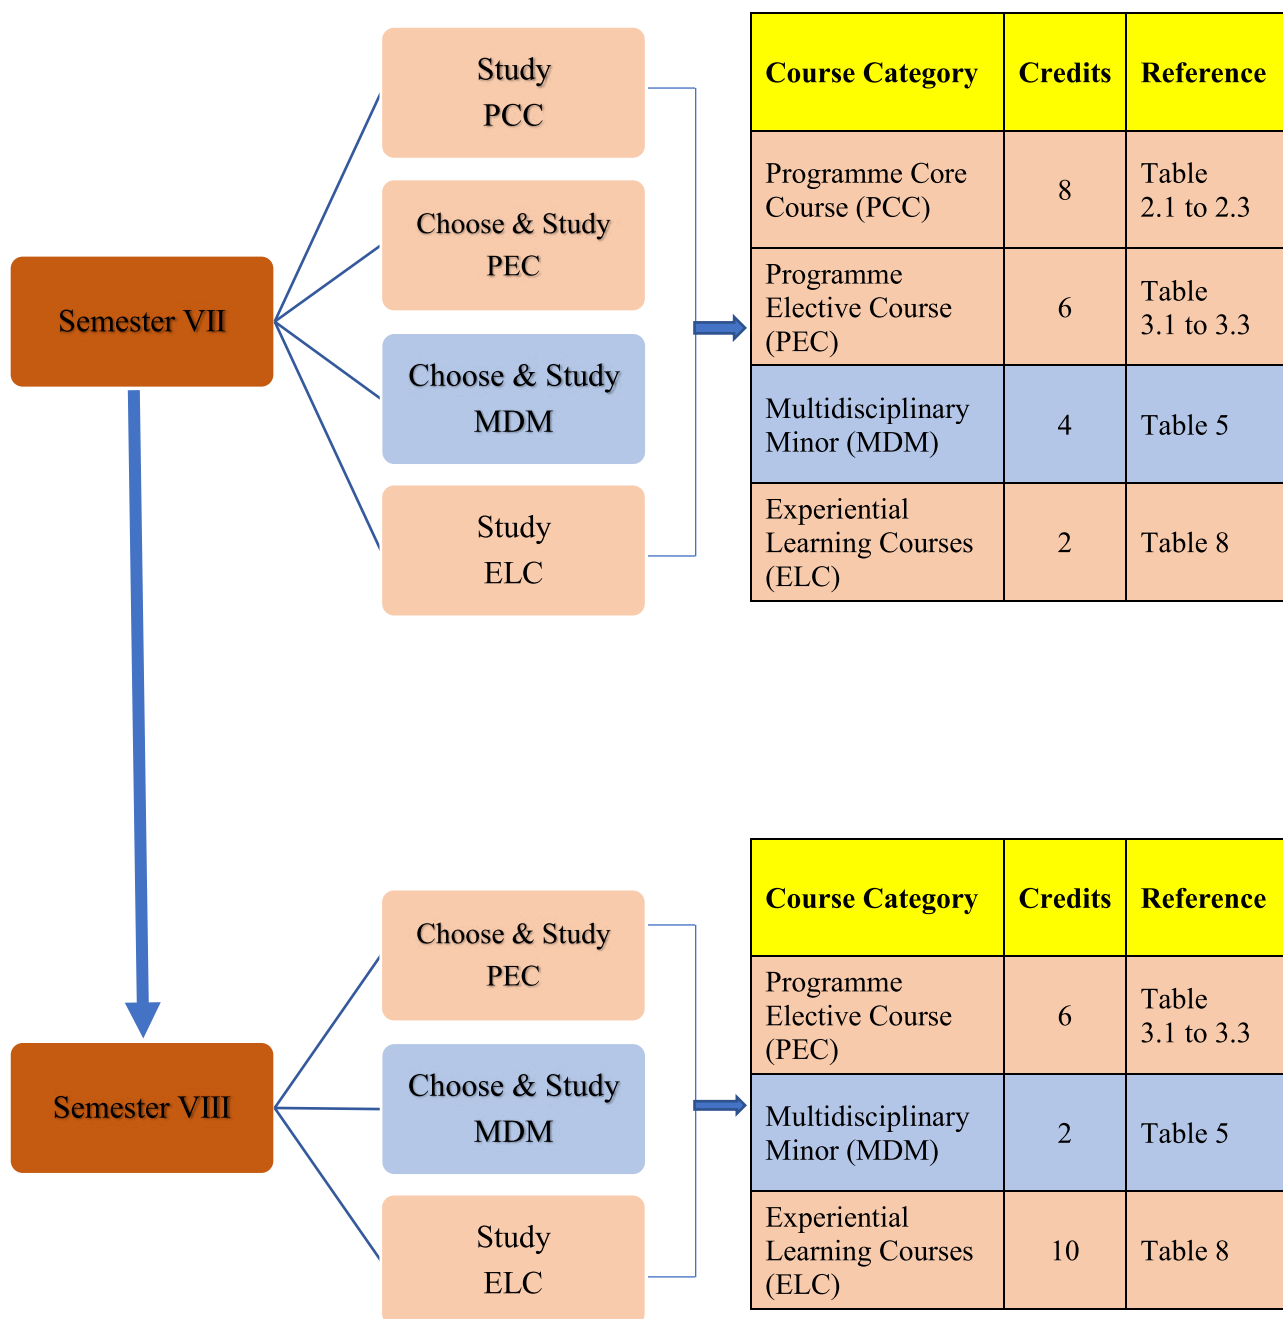 Semester VII
Study
PCC
Choose & Study
PEC
Choose & Study
MDM
Study
ELC
Course Category Credits Reference
Programme Core
Course (PCC)
8
Table
2.1 to 2.3
Programme
Elective Course
(PEC)
6
Table
3.1 to 3.3
Multidisciplinary
Minor (MDM)
4
Table 5
Experiential
Learning Courses
(ELC)
2
Table 8
Semester VIII
Choose & Study
PEC
Choose & Study
MDM
Study
ELC
Course Category Credits Reference
Programme
Elective Course
(PEC)
6
Table
3.1 to 3.3
Multidisciplinary
Minor (MDM)
2
Table 5
Experiential
Learning Courses
(ELC)
10
Table 8